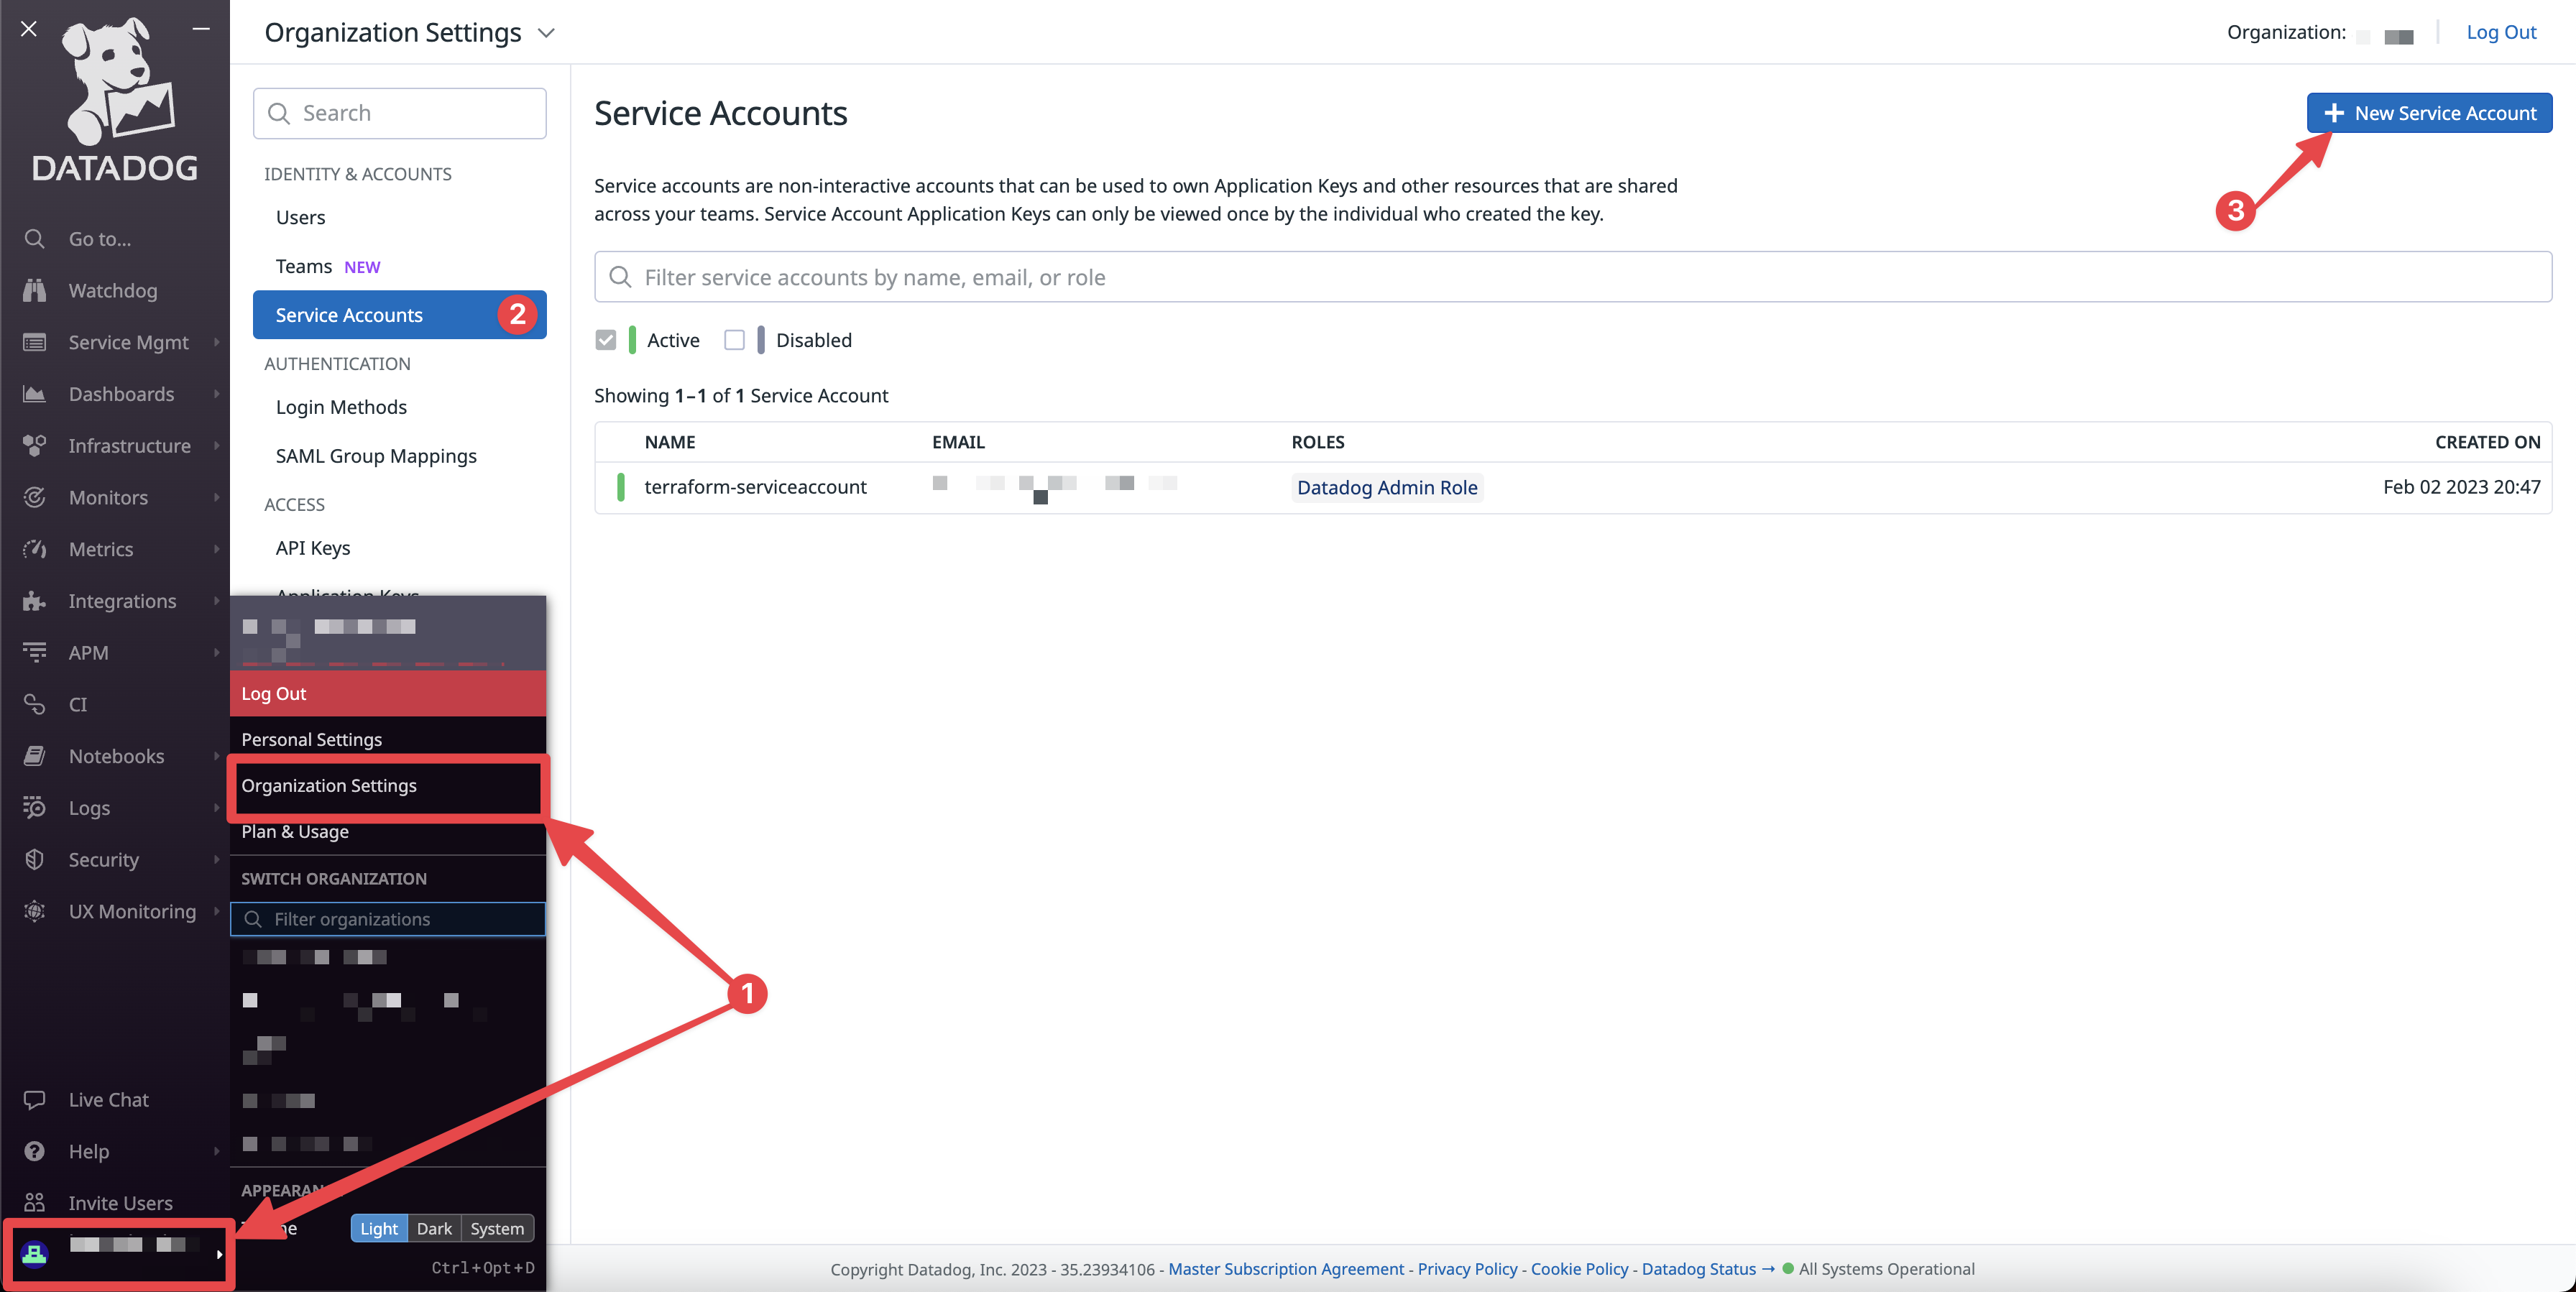 DATADOG
Go to...
Watchdog
Service Mgmt
Dashboards
Infrastructure
Monitors
Metrics
Integrations
APM
CI
Notebooks
Logs
Security
UX Monitoring
Live Chat
Help
Invite Users
Organization Settings
Organization:
Log Out
Search
IDENTITY & ACCOUNTS
Users
Teams NEW
Service Accounts 2
AUTHENTICATION
Login Methods
SAML Group Mappings
ACCESS
API Keys
Application Keys
Log Out
Personal Settings
Organization Settings
Plan & Usage
SWITCH ORGANIZATION
Filter organizations
1
APPEARAN
Light Dark System
Ctrl+Opt+D
Service Accounts
New Service Account
3
Service accounts are non-interactive accounts that can be used to own Application Keys and other resources that are shared
across your teams. Service Account Application Keys can only be viewed once by the individual who created the key.
Filter service accounts by name, email, or role
Active Disabled
Showing 1–1 of 1 Service Account
NAME EMAIL ROLES CREATED ON
terraform-serviceaccount Datadog Admin Role Feb 02 2023 20:47
Copyright Datadog, Inc. 2023 - 35.23934106 - Master Subscription Agreement - Privacy Policy - Cookie Policy - Datadog Status → All Systems Operational